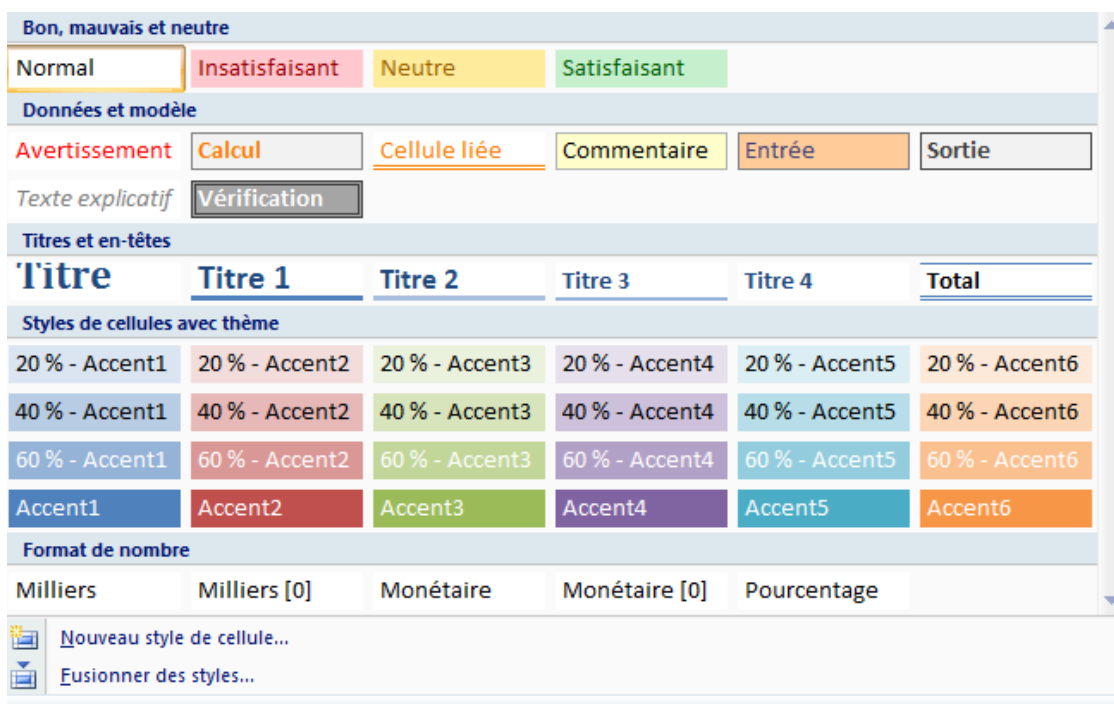 Bon, mauvais et neutre
Normal Insatisfaisant Neutre Satisfaisant
Données et modèle
Avertissement Calcul Cellule liée Commentaire Entrée Sortie
Texte explicatif Vérification
Titres et en-têtes
Titre Titre 1 Titre 2 Titre 3 Titre 4 Total
Styles de cellules avec thème
20 % - Accent1 20 % - Accent2 20 % - Accent3 20 % - Accent4 20 % - Accent5 20 % - Accent6
40 % - Accent1 40 % - Accent2 40 % - Accent3 40 % - Accent4 40 % - Accent5 40 % - Accent6
60 % - Accent1 60 % - Accent2 60 % - Accent3 60 % - Accent4 60 % - Accent5 60 % - Accent6
Accent1 Accent2 Accent3 Accent4 Accent5 Accent6
Format de nombre
Milliers Milliers [0] Monétaire Monétaire [0] Pourcentage
Nouveau style de cellule...
Fusionner des styles...